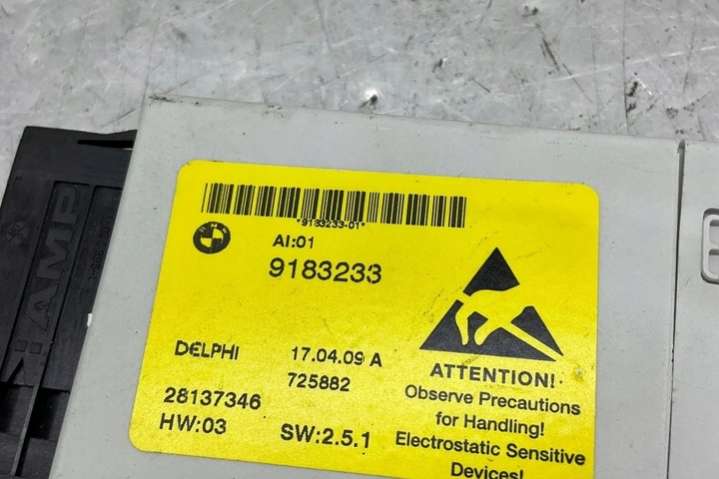 *9183233-01*
BMW
AI:01
9183233
DELPHI 17.04.09 A
725882
28137346
HW:03 SW:2.5.1
ATTENTION!
Observe Precautions
for Handling!
Electrostatic Sensitive
Devices!
AMP